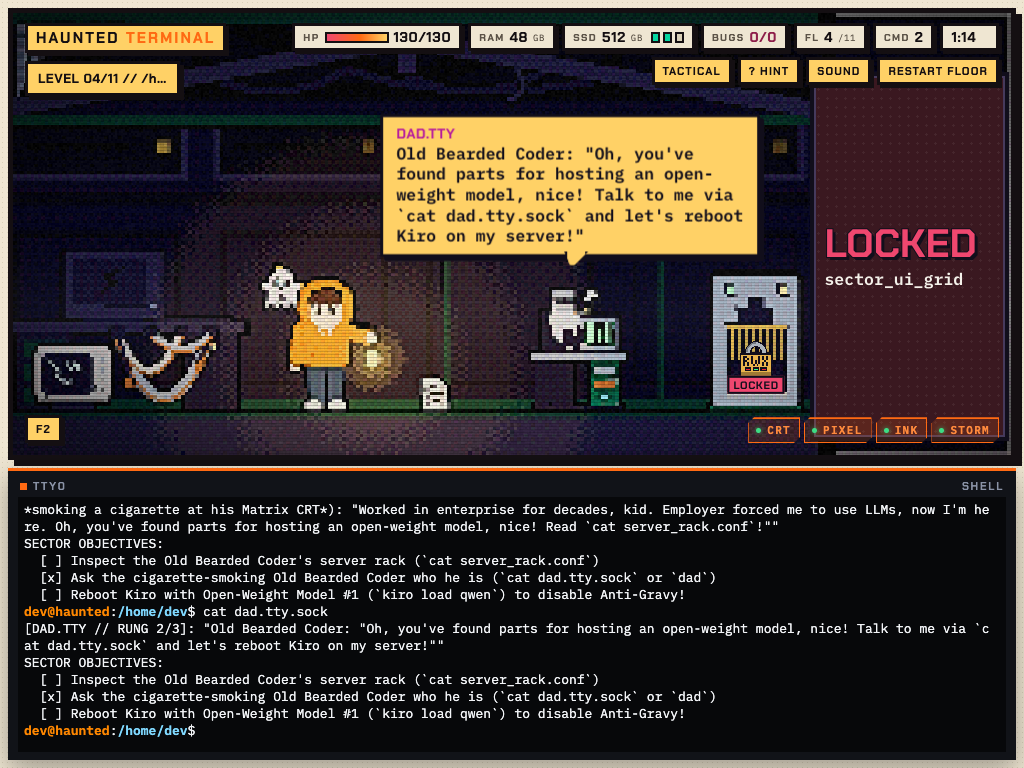 HAUNTED TERMINAL
HP 130/130
RAM 48 GB
SSD 512 GB
BUGS 0/0
FL 4 /11
CMD 2
1:14
LEVEL 04/11 // /h…
TACTICAL
? HINT
SOUND
RESTART FLOOR
DAD.TTY
Old Bearded Coder: "Oh, you've
found parts for hosting an open-
weight model, nice! Talk to me via
`cat dad.tty.sock` and let's reboot
Kiro on my server!"
LOCKED
sector_ui_grid
RWX
LOCKED
F2
CRT
PIXEL
INK
STORM
TTY0
SHELL
*smoking a cigarette at his Matrix CRT*): "Worked in enterprise for decades, kid. Employer forced me to use LLMs, now I'm he
re. Oh, you've found parts for hosting an open-weight model, nice! Read `cat server_rack.conf`!""
SECTOR OBJECTIVES:
[ ] Inspect the Old Bearded Coder's server rack (`cat server_rack.conf`)
[x] Ask the cigarette-smoking Old Bearded Coder who he is (`cat dad.tty.sock` or `dad`)
[ ] Reboot Kiro with Open-Weight Model #1 (`kiro load qwen`) to disable Anti-Gravy!
dev@haunted:/home/dev$ cat dad.tty.sock
[DAD.TTY // RUNG 2/3]: "Old Bearded Coder: "Oh, you've found parts for hosting an open-weight model, nice! Talk to me via `c
at dad.tty.sock` and let's reboot Kiro on my server!""
SECTOR OBJECTIVES:
[ ] Inspect the Old Bearded Coder's server rack (`cat server_rack.conf`)
[x] Ask the cigarette-smoking Old Bearded Coder who he is (`cat dad.tty.sock` or `dad`)
[ ] Reboot Kiro with Open-Weight Model #1 (`kiro load qwen`) to disable Anti-Gravy!
dev@haunted:/home/dev$